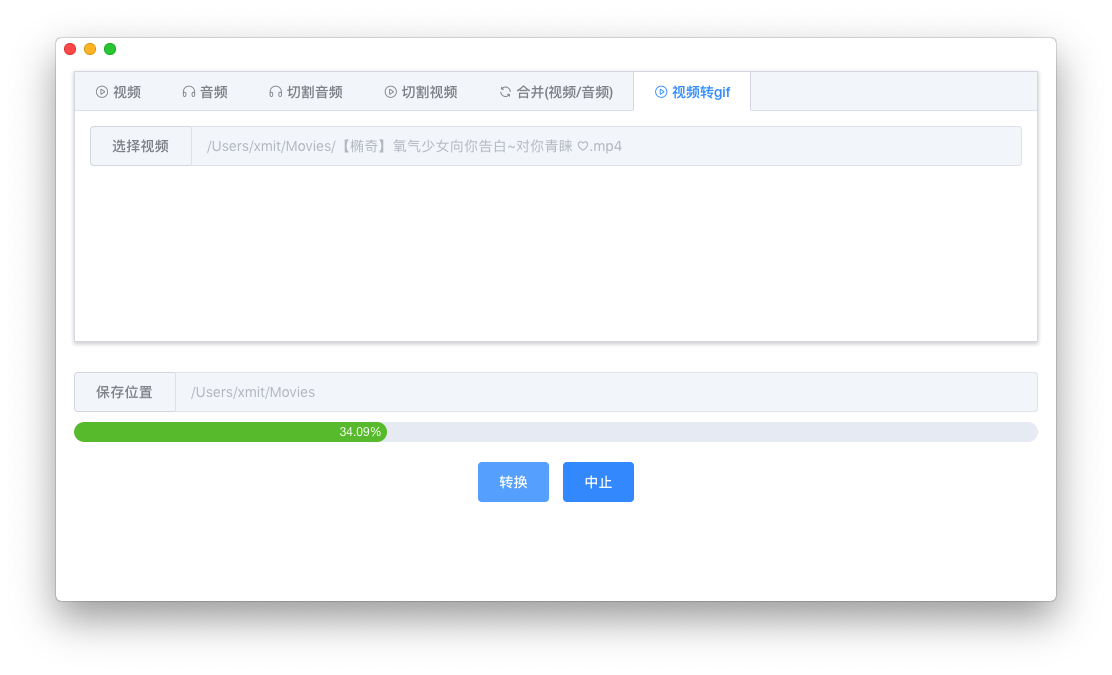 视频 音频 切割音频 切割视频 合并(视频/音频) 视频转gif
选择视频 /Users/xmit/Movies/【椭奇】氧气少女向你告白~对你青睐 ♡.mp4
保存位置 /Users/xmit/Movies
34.09%
转换 中止